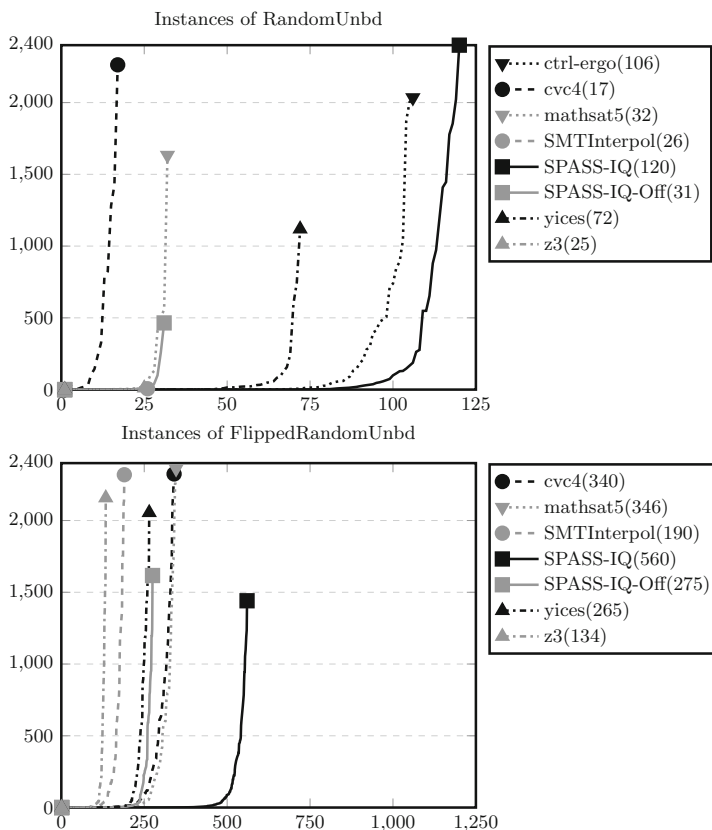 Instances of RandomUnbd
2,400
2,000
1,500
1,000
500
0
0 25 50 75 100 125
ctrl-ergo(106)
cvc4(17)
mathsat5(32)
SMTInterpol(26)
SPASS-IQ(120)
SPASS-IQ-Off(31)
yices(72)
z3(25)
Instances of FlippedRandomUnbd
2,400
2,000
1,500
1,000
500
0
0 250 500 750 1,000 1,250
cvc4(340)
mathsat5(346)
SMTInterpol(190)
SPASS-IQ(560)
SPASS-IQ-Off(275)
yices(265)
z3(134)